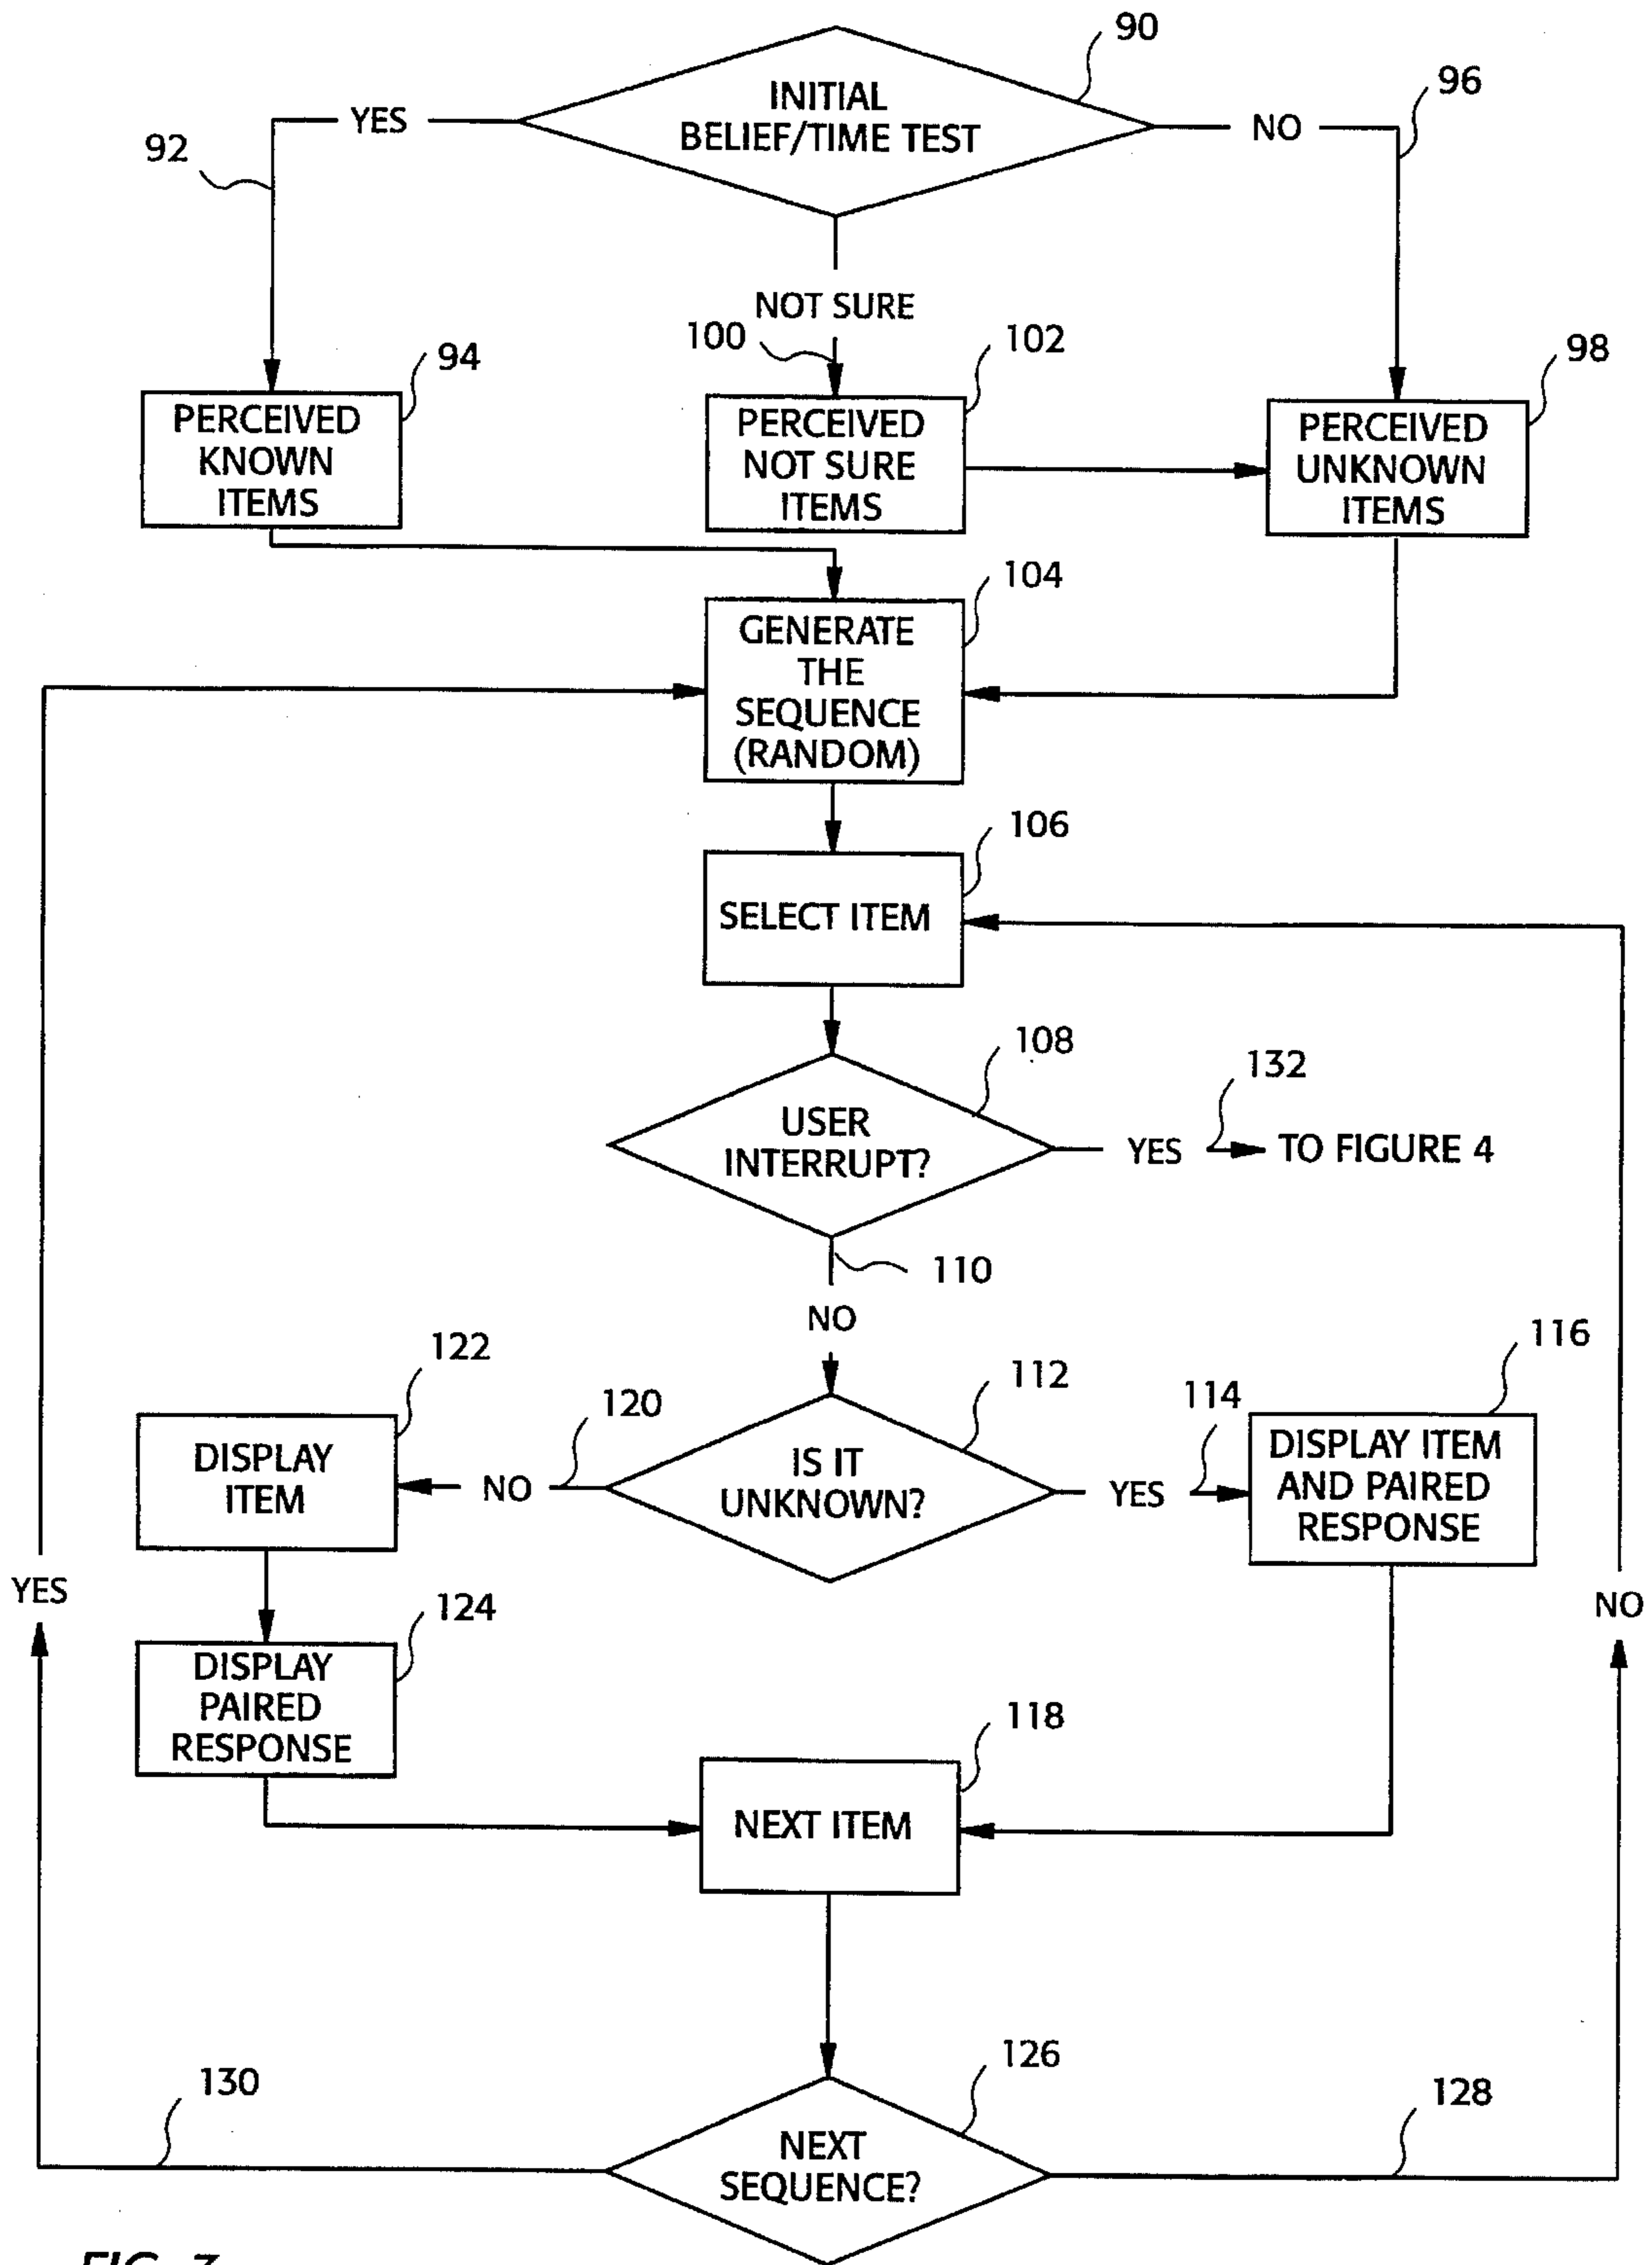 90
INITIAL
BELIEF/TIME TEST
YES
NO
96
92
NOT SURE
100
102
94
98
PERCEIVED
KNOWN
ITEMS
PERCEIVED
NOT SURE
ITEMS
PERCEIVED
UNKNOWN
ITEMS
104
GENERATE
THE
SEQUENCE
(RANDOM)
106
SELECT ITEM
108
132
USER
INTERRUPT?
YES
TO FIGURE 4
110
NO
122
112
116
120
114
DISPLAY
ITEM
NO
IS IT
UNKNOWN?
YES
DISPLAY ITEM
AND PAIRED
RESPONSE
YES
NO
124
DISPLAY
PAIRED
RESPONSE
118
NEXT ITEM
126
130
128
NEXT
SEQUENCE?
FIG. 3